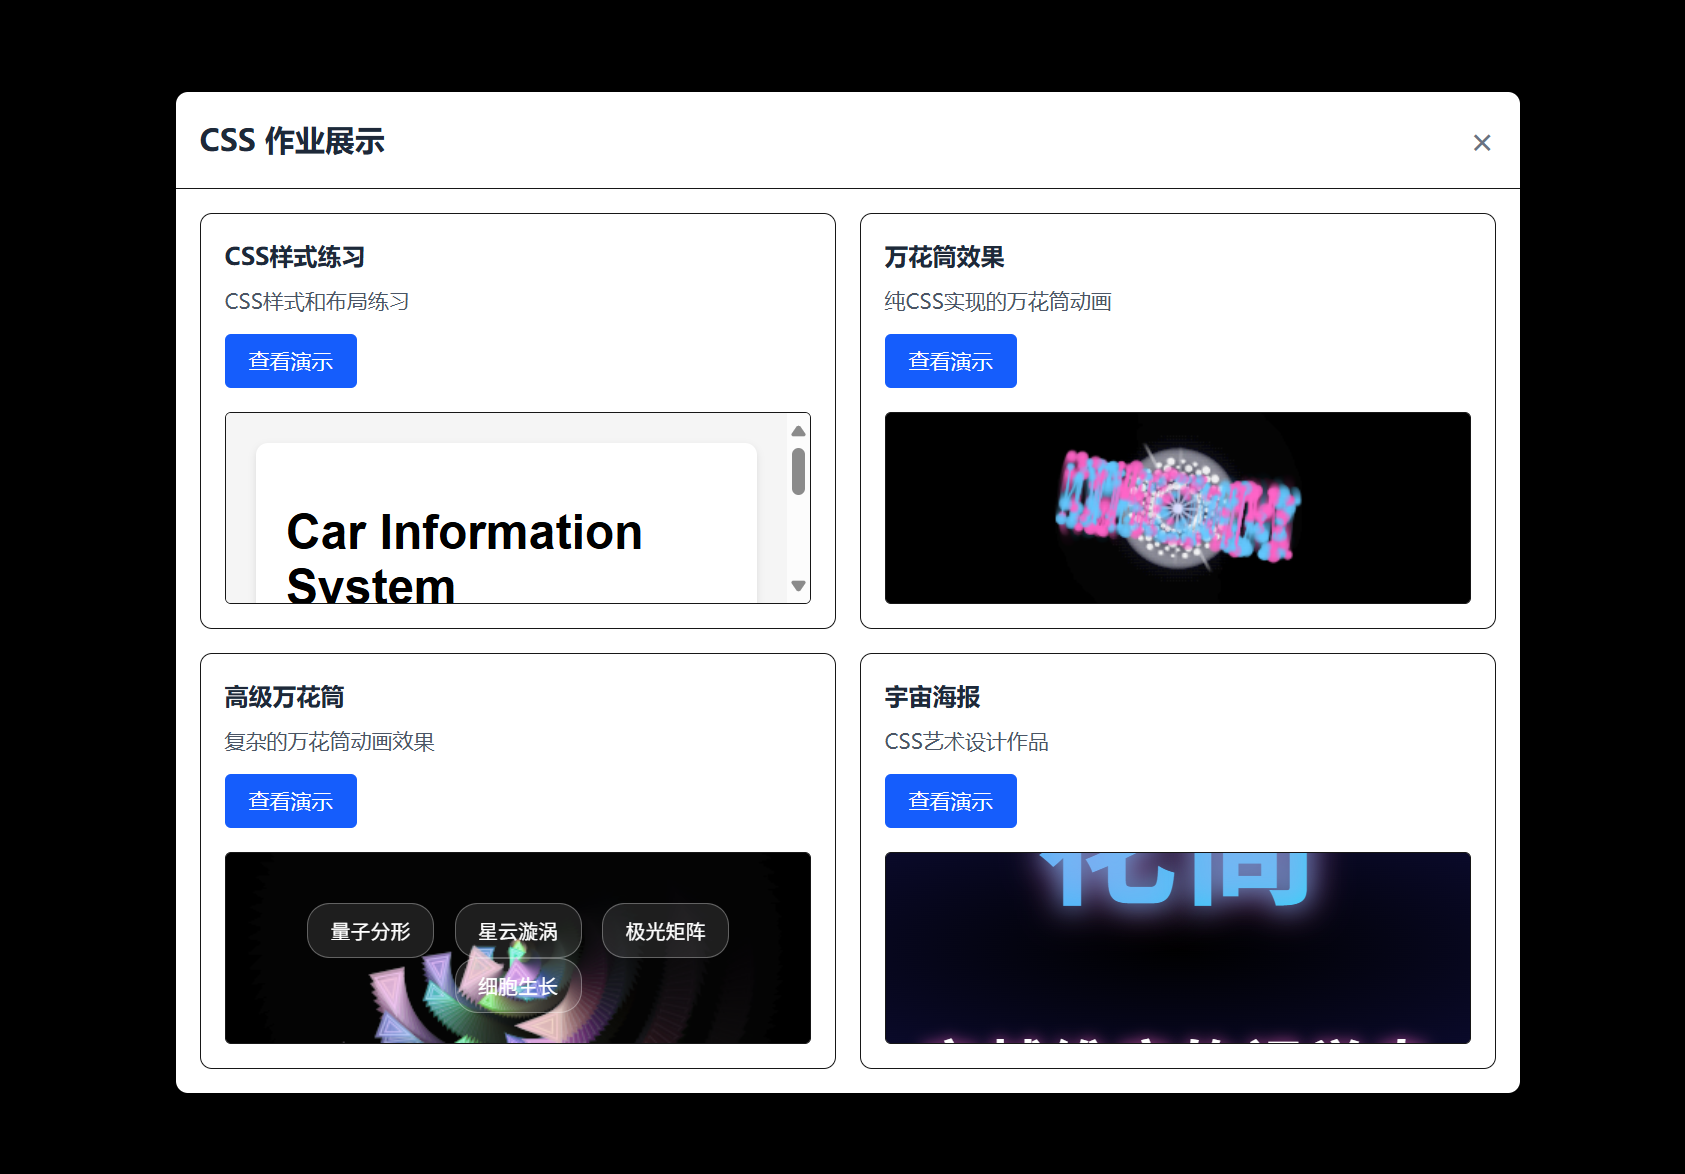 CSS 作业展示
CSS样式练习
CSS样式和布局练习
查看演示
Car Information
System
万花筒效果
纯CSS实现的万花筒动画
查看演示
高级万花筒
复杂的万花筒动画效果
查看演示
量子分形
星云漩涡
极光矩阵
细胞生长
宇宙海报
CSS艺术设计作品
查看演示
花筒